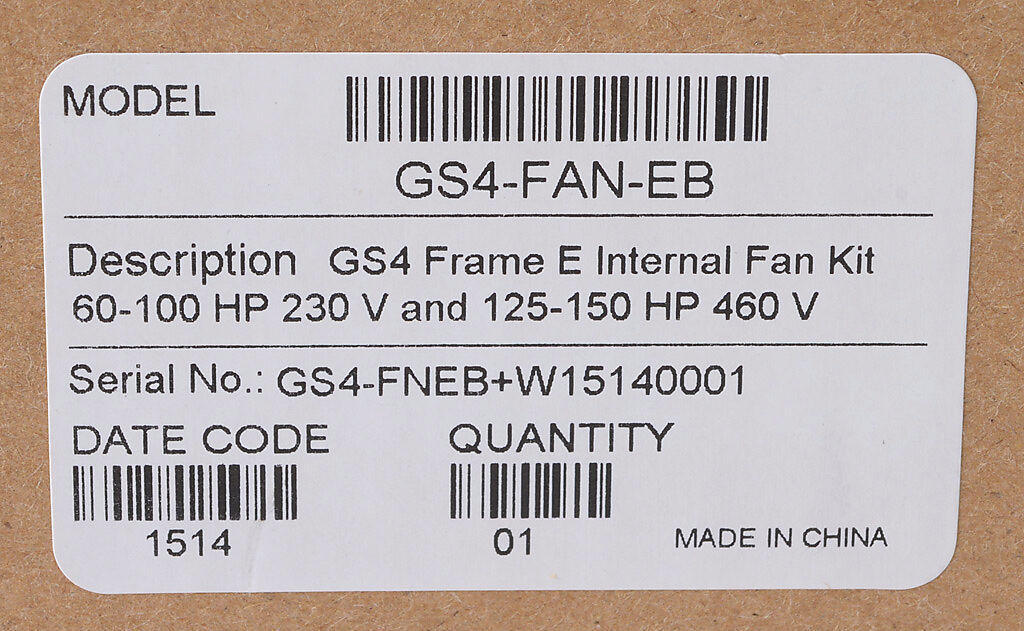 MODEL
GS4-FAN-EB
Description GS4 Frame E Internal Fan Kit
60-100 HP 230 V and 125-150 HP 460 V
Serial No.: GS4-FNEB+W15140001
DATE CODE QUANTITY
1514 01 MADE IN CHINA